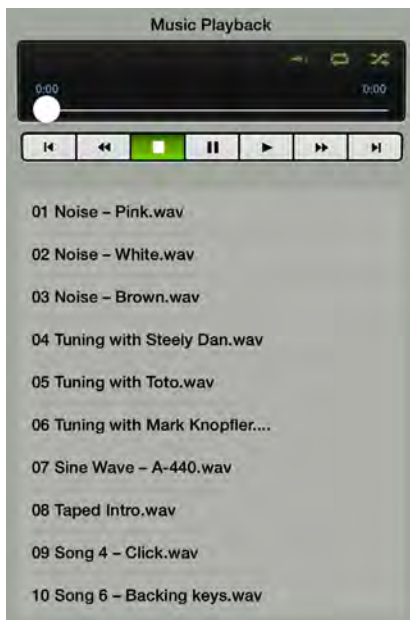 Music Playback
0:00 0:00
01 Noise – Pink.wav
02 Noise – White.wav
03 Noise – Brown.wav
04 Tuning with Steely Dan.wav
05 Tuning with Toto.wav
06 Tuning with Mark Knopfler....
07 Sine Wave – A-440.wav
08 Taped Intro.wav
09 Song 4 – Click.wav
10 Song 6 – Backing keys.wav